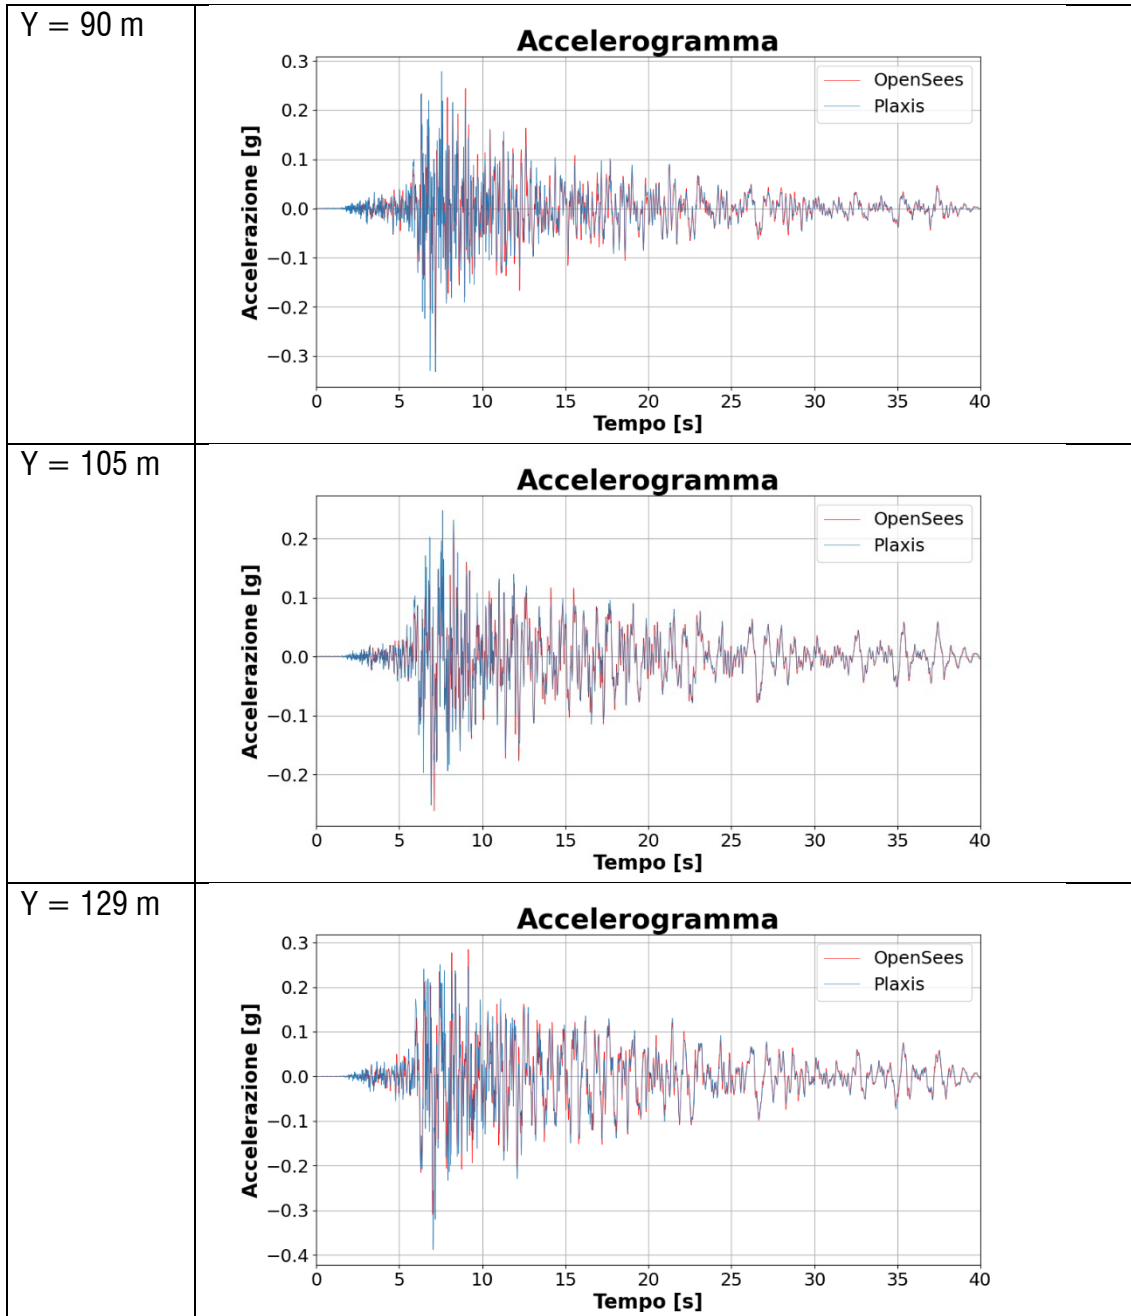 Y = 90 m
Accelerogramma
OpenSees
Plaxis
Accelerazione [g]
0.3
0.2
0.1
0.0
−0.1
−0.2
−0.3
0 5 10 15 20 25 30 35 40
Tempo [s]
Y = 105 m
Accelerogramma
OpenSees
Plaxis
Accelerazione [g]
0.2
0.1
0.0
−0.1
−0.2
0 5 10 15 20 25 30 35 40
Tempo [s]
Y = 129 m
Accelerogramma
OpenSees
Plaxis
Accelerazione [g]
0.3
0.2
0.1
0.0
−0.1
−0.2
−0.3
−0.4
0 5 10 15 20 25 30 35 40
Tempo [s]